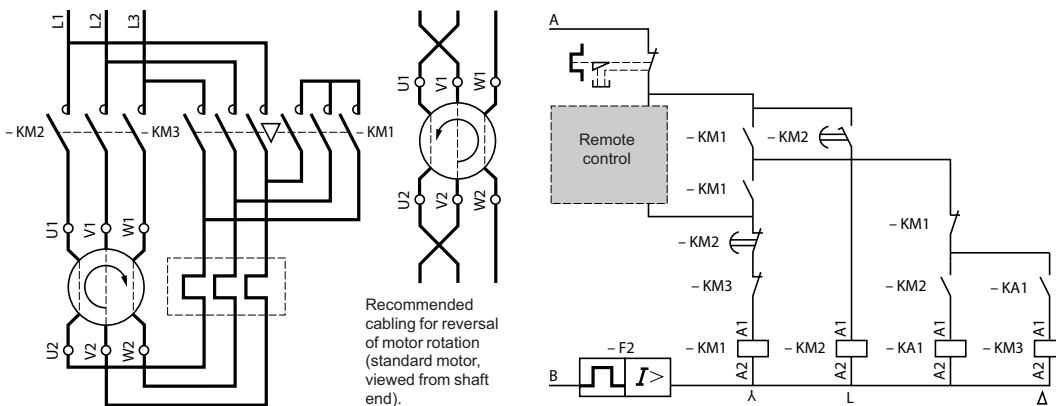 L1 L2 L3
– KM2
– KM3
– KM1
U1 V1 W1
U2 V2 W2
U1 V1 W1
U2 V2 W2
Recommended
cabling for reversal
of motor rotation
(standard motor,
viewed from shaft
end).
A
Remote
control
– KM1
– KM2
– KM1
– KM2
– KM3
– KM1
– KM2
– KA1
A1 A1 A1 A1
– F2
– KM1
– KM2
– KA1
– KM3
I >
A2 A2 A2 A2
B
L